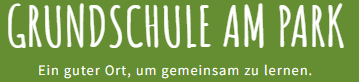 GRUNDSCHULE AM PARK
Ein guter Ort, um gemeinsam zu lernen.